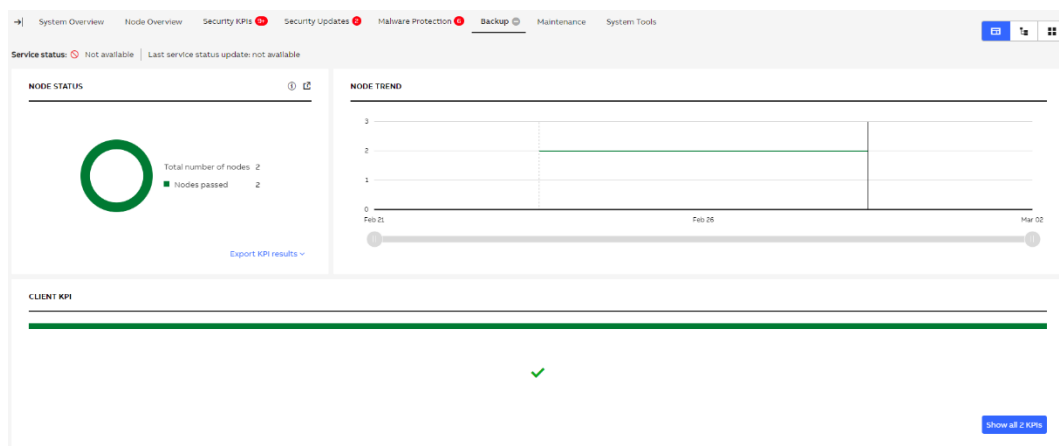 System Overview Node Overview Security KPIs 9+ Security Updates 2 Malware Protection 6 Backup Maintenance System Tools
Service status: Not available Last service status update: not available
NODE STATUS
Total number of nodes 2
Nodes passed 2
Export KPI results
NODE TREND
3
2
1
0
Feb 21 Feb 26 Mar 02
CLIENT KPI
Show all 2 KPIs